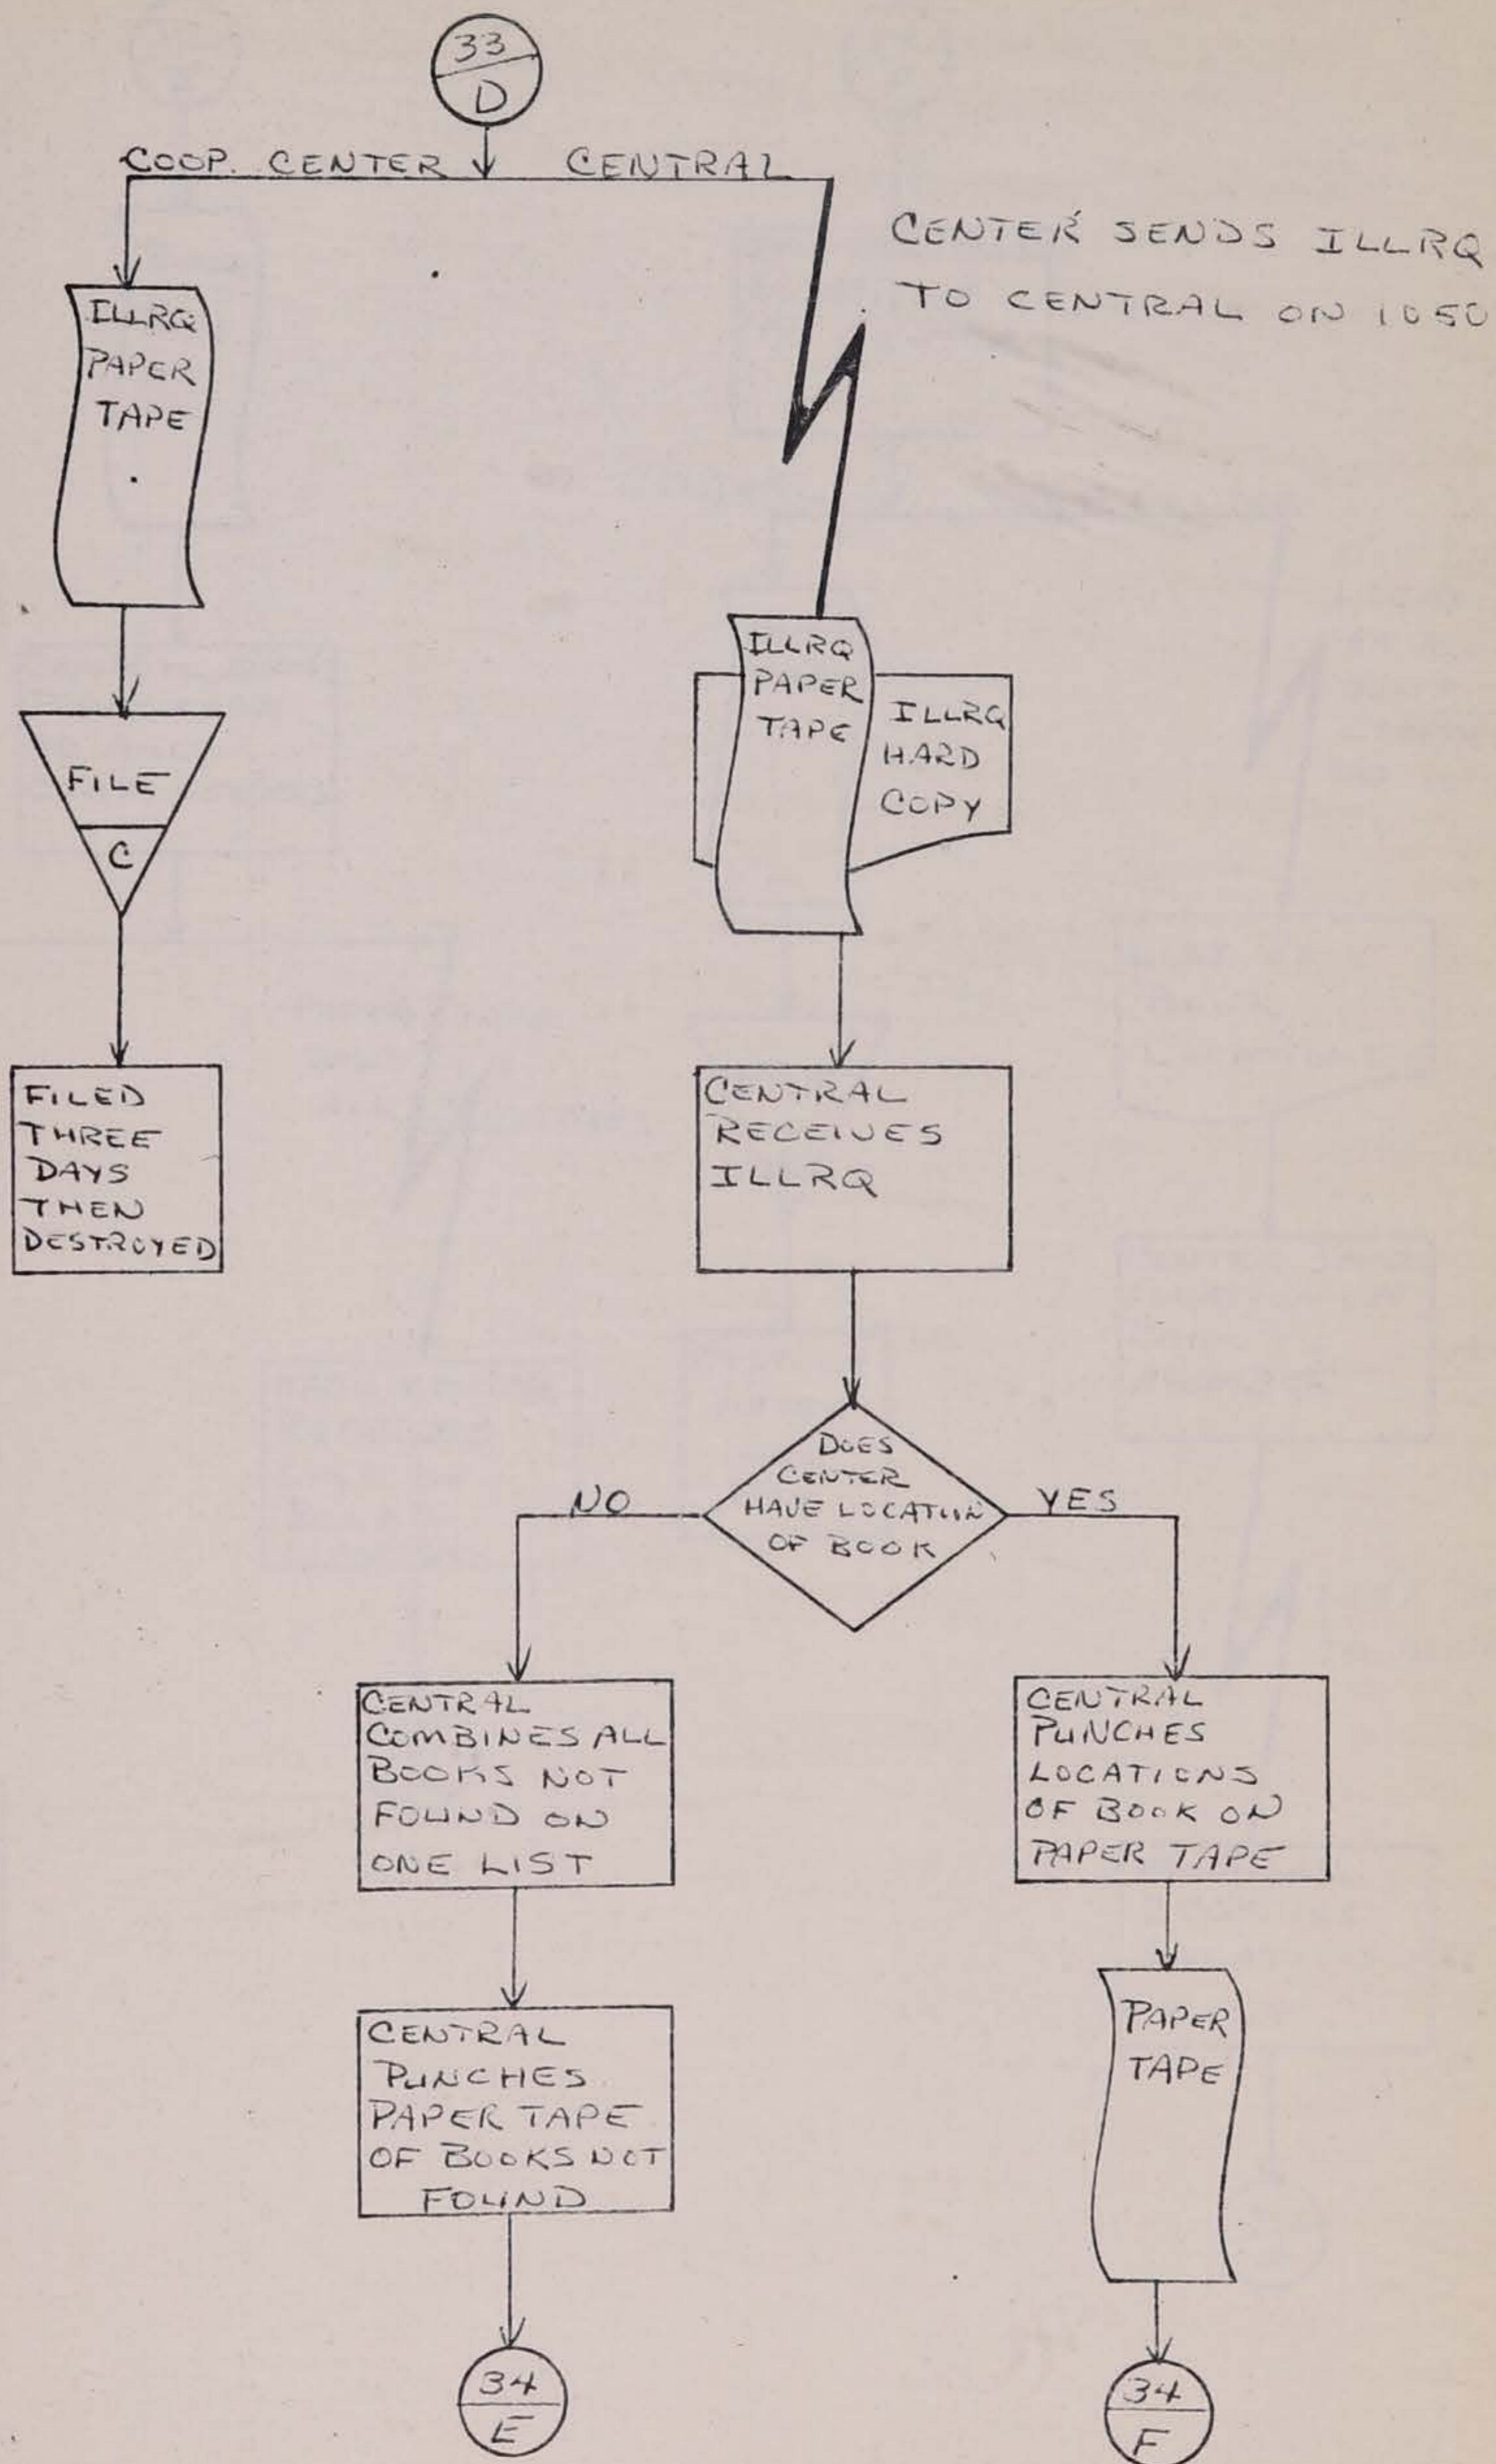 33
D
COOP. CENTER CENTRAL
CENTER SENDS ILLRQ
TO CENTRAL ON 1050
ILLRQ
PAPER
TAPE
FILE
C
FILED
THREE
DAYS
THEN
DESTROYED
ILLRQ
PAPER
TAPE
ILLRQ
HARD
COPY
CENTRAL
RECEIVES
ILLRQ
DOES
CENTER
HAVE LOCATION
OF BOOK
NO
YES
CENTRAL
COMBINES ALL
BOOKS NOT
FOUND ON
ONE LIST
CENTRAL
PUNCHES
PAPER TAPE
OF BOOKS NOT
FOUND
34
E
CENTRAL
PUNCHES
LOCATIONS
OF BOOK ON
PAPER TAPE
PAPER
TAPE
34
F